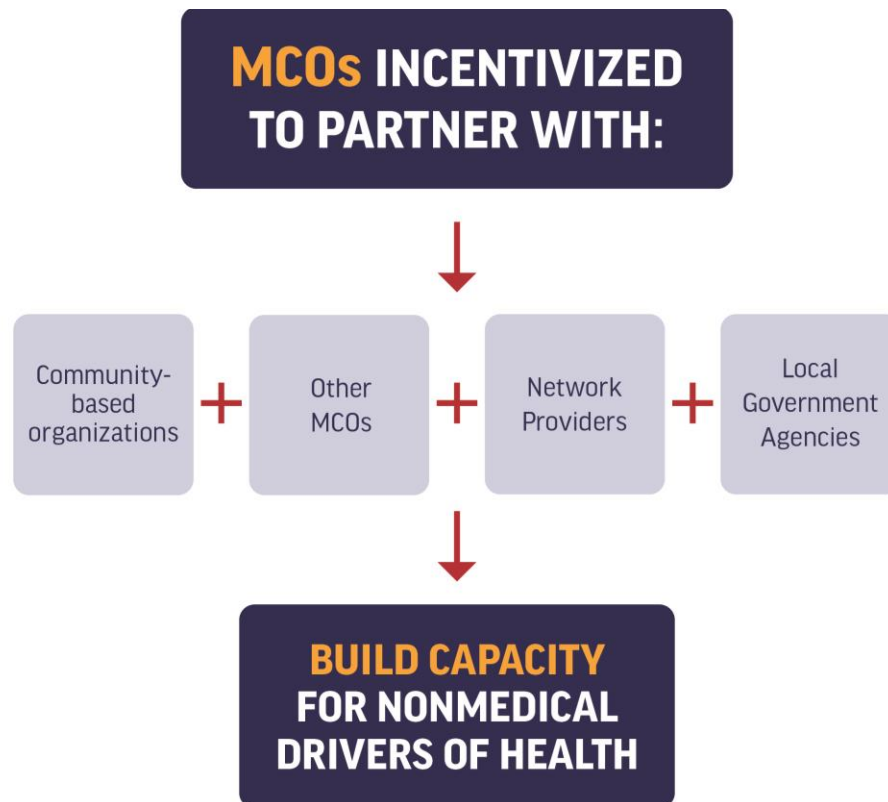 MCOs INCENTIVIZED
TO PARTNER WITH:
Community-
based
organizations
+
Other
MCOs
+
Network
Providers
+
Local
Government
Agencies
BUILD CAPACITY
FOR NONMEDICAL
DRIVERS OF HEALTH